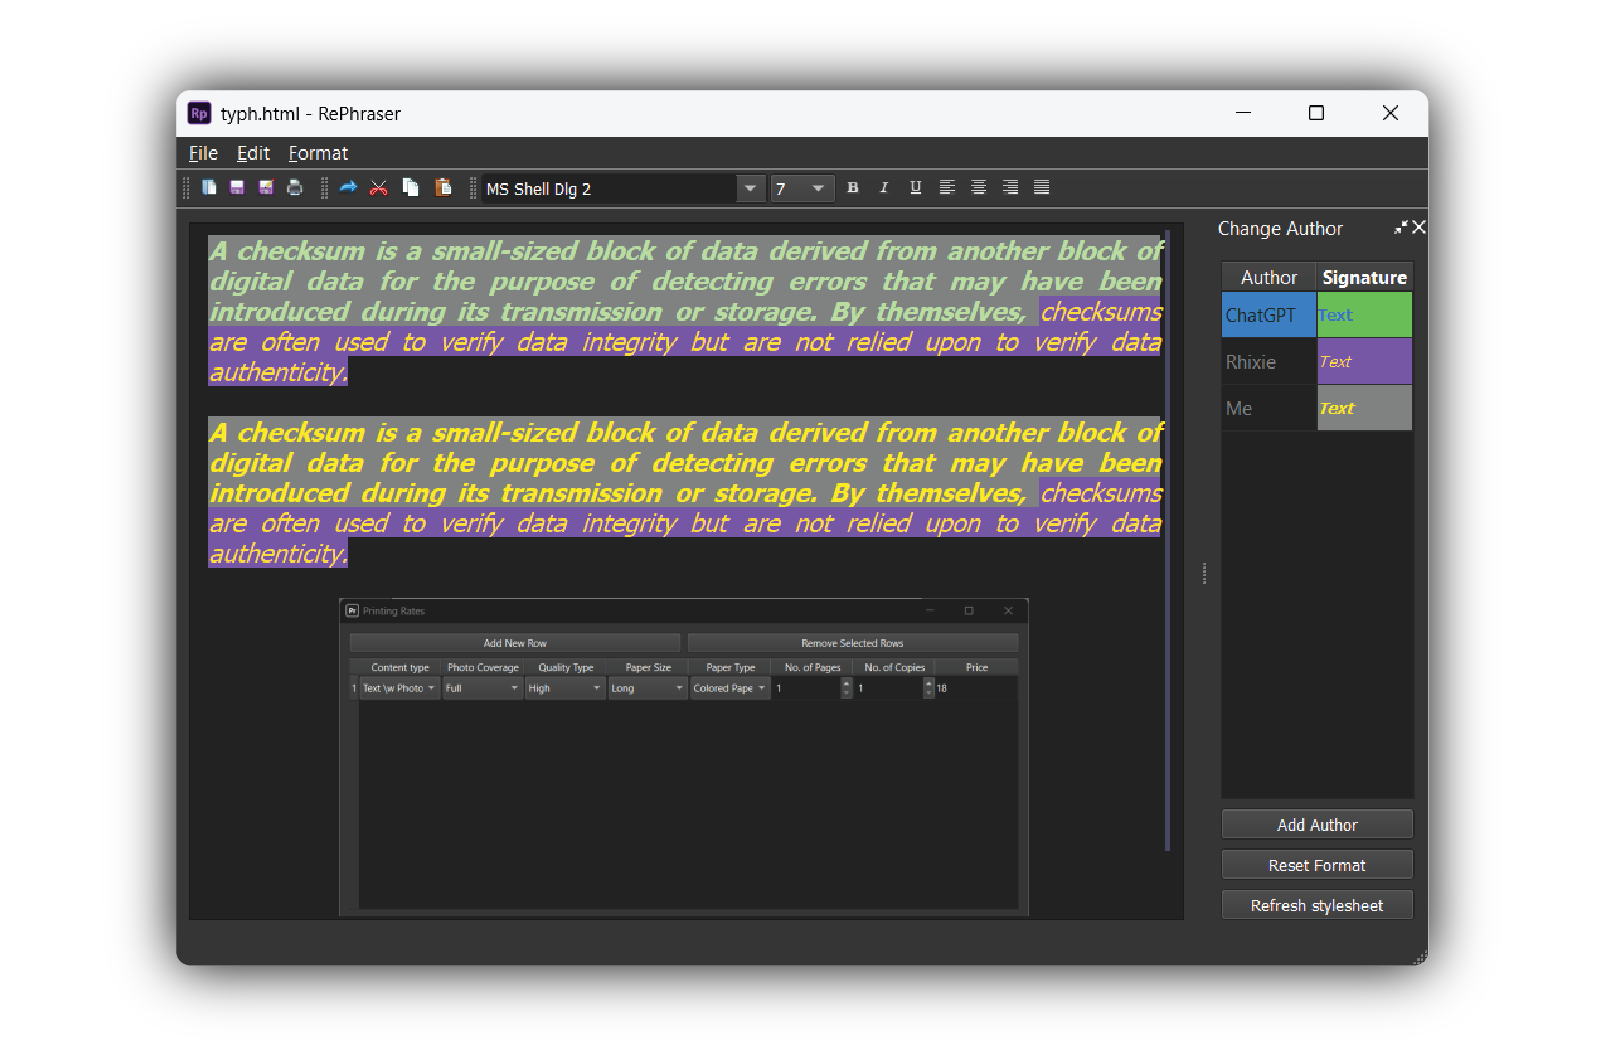 Rp typh.html - RePhraser
File Edit Format
MS Shell Dlg 2 7 B I U
Change Author
Author Signature
ChatGPT Text
Rhixie Text
Me Text
A checksum is a small-sized block of data derived from another block of
digital data for the purpose of detecting errors that may have been
introduced during its transmission or storage. By themselves, checksums
are often used to verify data integrity but are not relied upon to verify data
authenticity.
A checksum is a small-sized block of data derived from another block of
digital data for the purpose of detecting errors that may have been
introduced during its transmission or storage. By themselves, checksums
are often used to verify data integrity but are not relied upon to verify data
authenticity.
Pr Printing Rates
Add New Row Remove Selected Rows
Content type Photo Coverage Quality Type Paper Size Paper Type No. of Pages No. of Copies Price
1 Text \w Photo Full High Long Colored Pape 1 1 18
Add Author
Reset Format
Refresh stylesheet